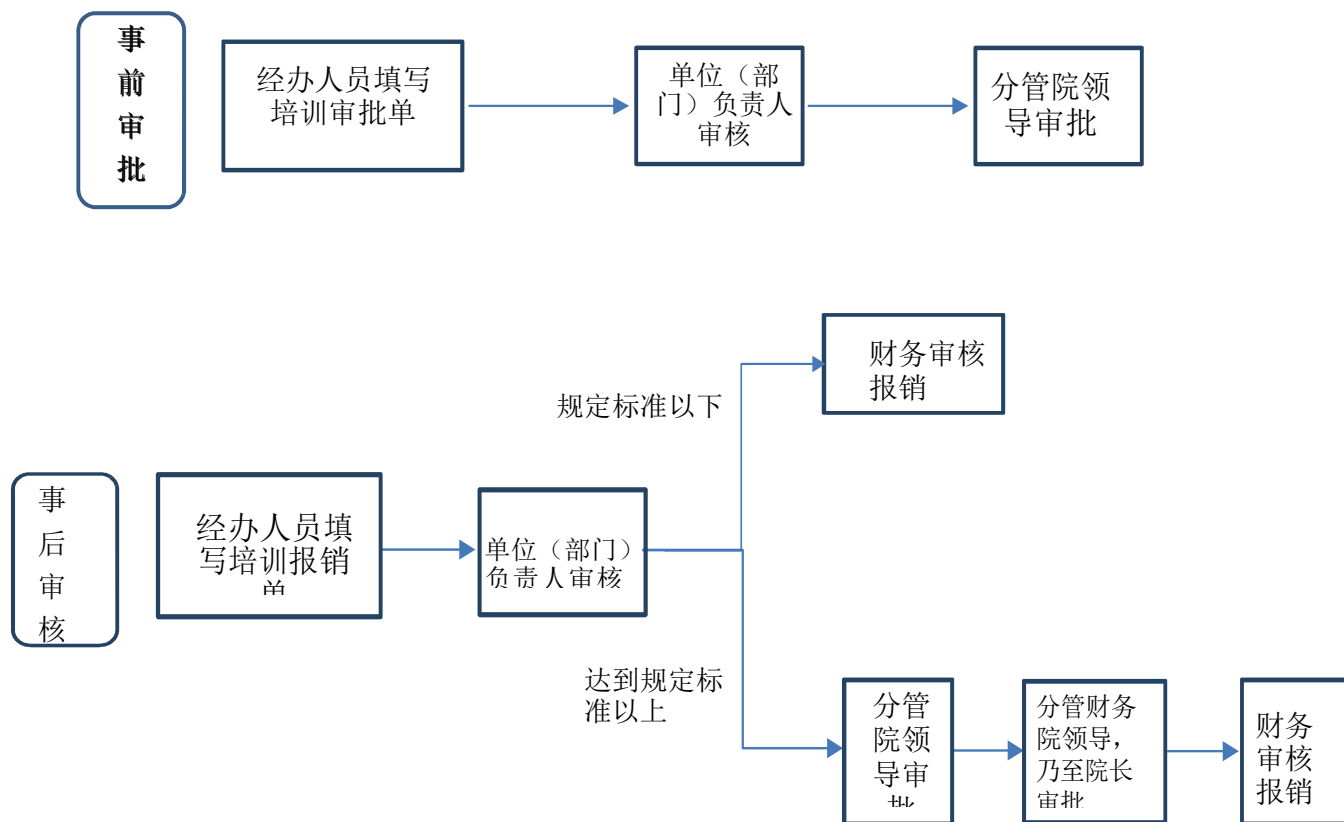 事
前
审
批
经办人员填写
培训审批单
单位（部
门）负责人
审核
分管院领
导审批
财务审核
报销
规定标准以下
事
后
审
核
经办人员填
写培训报销
单
单位（部门）
负责人审核
达到规定标
准以上
分管
院领
导审
批
分管财务
院领导，
乃至院长
审批
财务
审核
报销